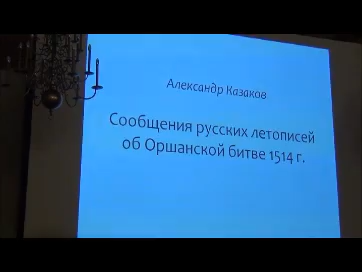 Александр Казаков
Сообщения русских летописей
об Оршанской битве 1514 г.